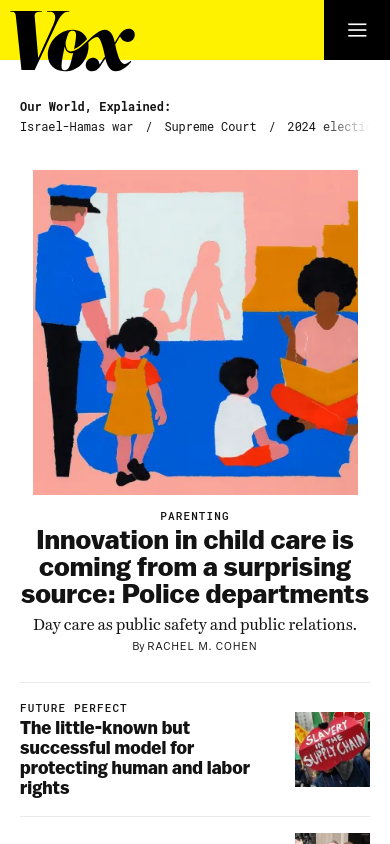 Vox
Our World, Explained:
Israel-Hamas war / Supreme Court / 2024 electi
PARENTING
Innovation in child care is
coming from a surprising
source: Police departments
Day care as public safety and public relations.
By RACHEL M. COHEN
FUTURE PERFECT
The little-known but
successful model for
protecting human and labor
rights
SLAVERY
IN THE
SUPPLY CHAIN